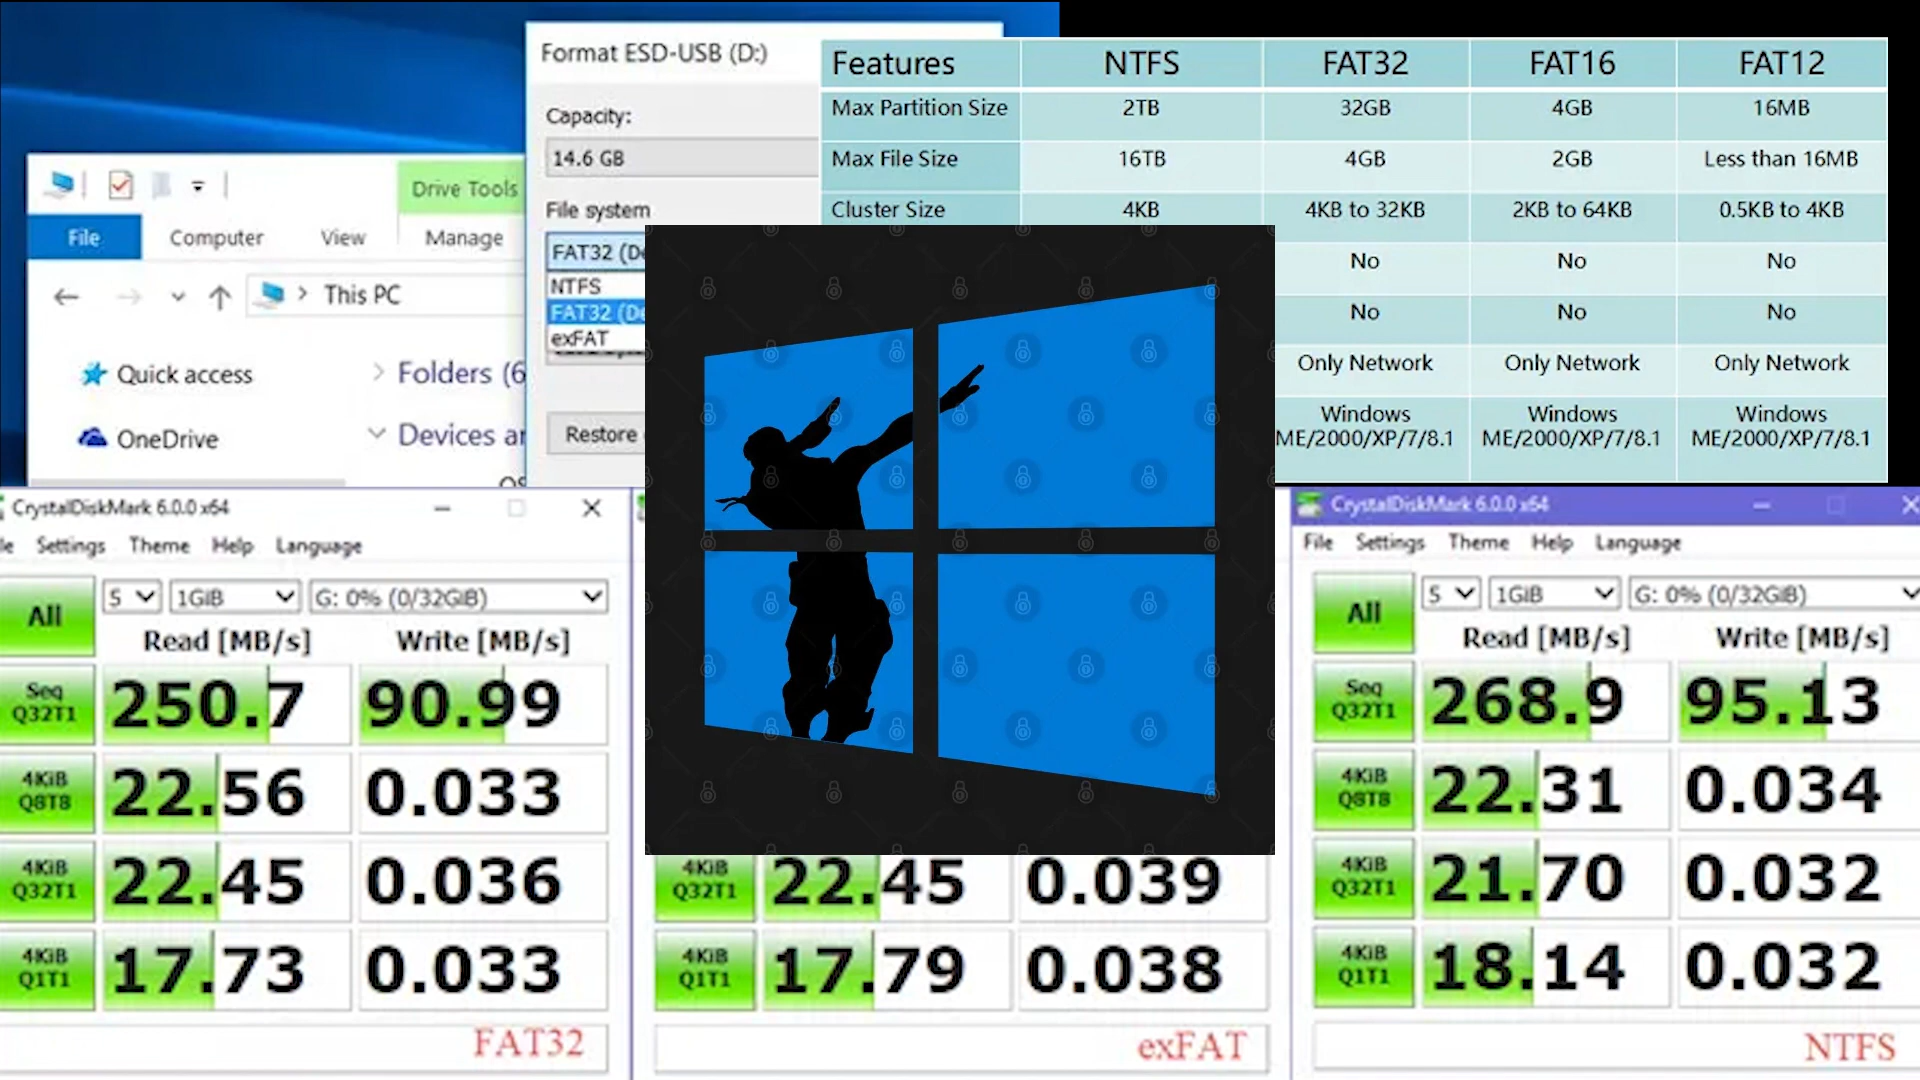 Format ESD-USB (D:)
Capacity:
14.6 GB
File system
FAT32
NTFS
FAT32
exFAT
Restore
Drive Tools
File Computer View Manage
This PC
Quick access
Folders (6
OneDrive
Devices
Features NTFS FAT32 FAT16 FAT12
Max Partition Size 2TB 32GB 4GB 16MB
Max File Size 16TB 4GB 2GB Less than 16MB
Cluster Size 4KB 4KB to 32KB 2KB to 64KB 0.5KB to 4KB
No No No
No No No
Only Network Only Network Only Network
Windows Windows Windows
ME/2000/XP/7/8.1 ME/2000/XP/7/8.1 ME/2000/XP/7/8.1
CrystalDiskMark 6.0.0 x64
Settings Theme Help Language
All 5 1GiB G: 0% (0/32GiB)
Read [MB/s] Write [MB/s]
Seq Q32T1 250.7 90.99
4KiB Q8T8 22.56 0.033
4KiB Q32T1 22.45 0.036
4KiB Q1T1 17.73 0.033
FAT32
4KiB Q32T1 22.45 0.039
4KiB Q1T1 17.79 0.038
exFAT
CrystalDiskMark 6.0.0 x64
File Settings Theme Help Language
All 5 1GiB G: 0% (0/32GiB)
Read [MB/s] Write [MB/s]
Seq Q32T1 268.9 95.13
4KiB Q8T8 22.31 0.034
4KiB Q32T1 21.70 0.032
4KiB Q1T1 18.14 0.032
NTFS